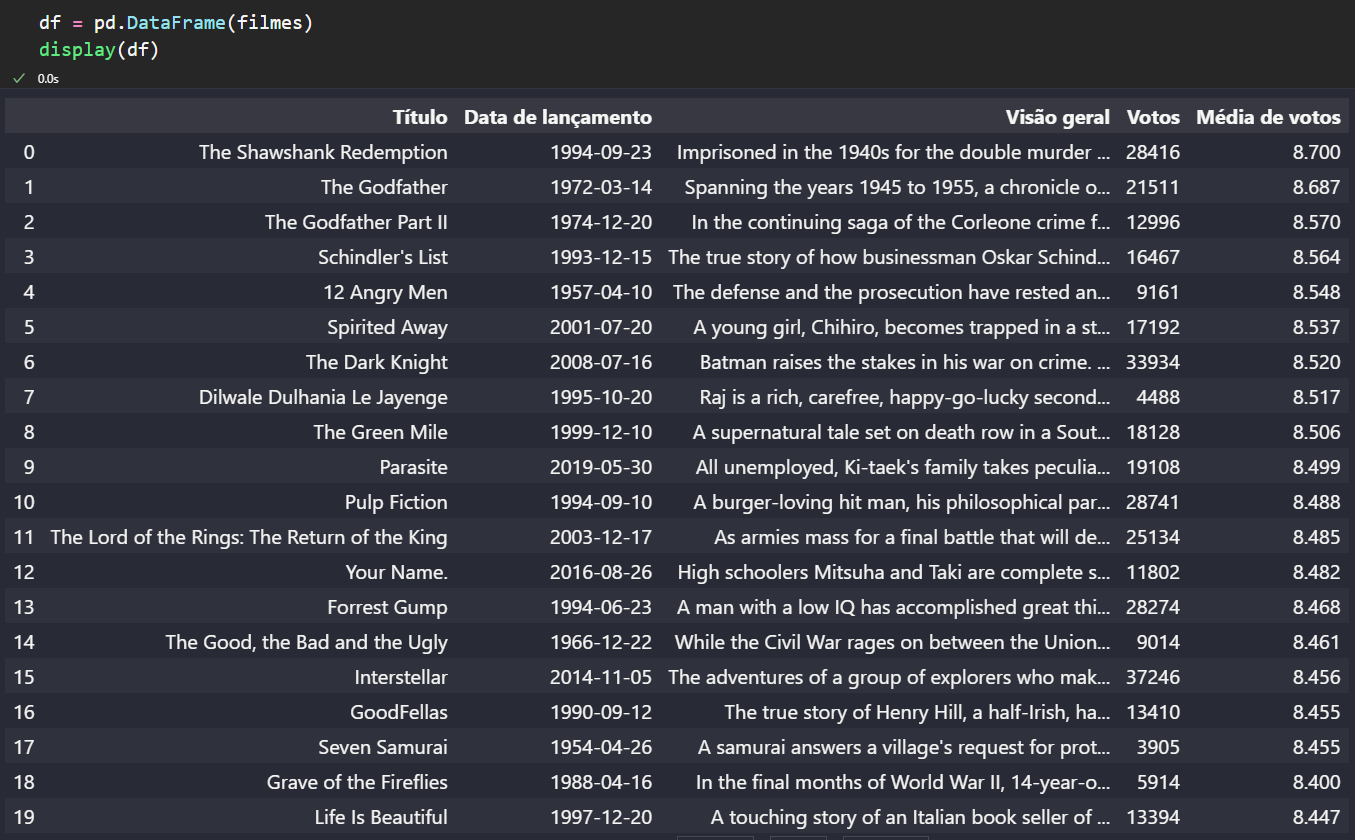 df = pd.DataFrame(filmes)
display(df)
0.0s
Título Data de lançamento Visão geral Votos Média de votos
0 The Shawshank Redemption 1994-09-23 Imprisoned in the 1940s for the double murder ... 28416 8.700
1 The Godfather 1972-03-14 Spanning the years 1945 to 1955, a chronicle o... 21511 8.687
2 The Godfather Part II 1974-12-20 In the continuing saga of the Corleone crime f... 12996 8.570
3 Schindler's List 1993-12-15 The true story of how businessman Oskar Schind... 16467 8.564
4 12 Angry Men 1957-04-10 The defense and the prosecution have rested an... 9161 8.548
5 Spirited Away 2001-07-20 A young girl, Chihiro, becomes trapped in a st... 17192 8.537
6 The Dark Knight 2008-07-16 Batman raises the stakes in his war on crime. ... 33934 8.520
7 Dilwale Dulhania Le Jayenge 1995-10-20 Raj is a rich, carefree, happy-go-lucky second... 4488 8.517
8 The Green Mile 1999-12-10 A supernatural tale set on death row in a Sout... 18128 8.506
9 Parasite 2019-05-30 All unemployed, Ki-taek's family takes peculia... 19108 8.499
10 Pulp Fiction 1994-09-10 A burger-loving hit man, his philosophical par... 28741 8.488
11 The Lord of the Rings: The Return of the King 2003-12-17 As armies mass for a final battle that will de... 25134 8.485
12 Your Name. 2016-08-26 High schoolers Mitsuha and Taki are complete s... 11802 8.482
13 Forrest Gump 1994-06-23 A man with a low IQ has accomplished great thi... 28274 8.468
14 The Good, the Bad and the Ugly 1966-12-22 While the Civil War rages on between the Union... 9014 8.461
15 Interstellar 2014-11-05 The adventures of a group of explorers who mak... 37246 8.456
16 GoodFellas 1990-09-12 The true story of Henry Hill, a half-Irish, ha... 13410 8.455
17 Seven Samurai 1954-04-26 A samurai answers a village's request for prot... 3905 8.455
18 Grave of the Fireflies 1988-04-16 In the final months of World War II, 14-year-o... 5914 8.400
19 Life Is Beautiful 1997-12-20 A touching story of an Italian book seller of ... 13394 8.447